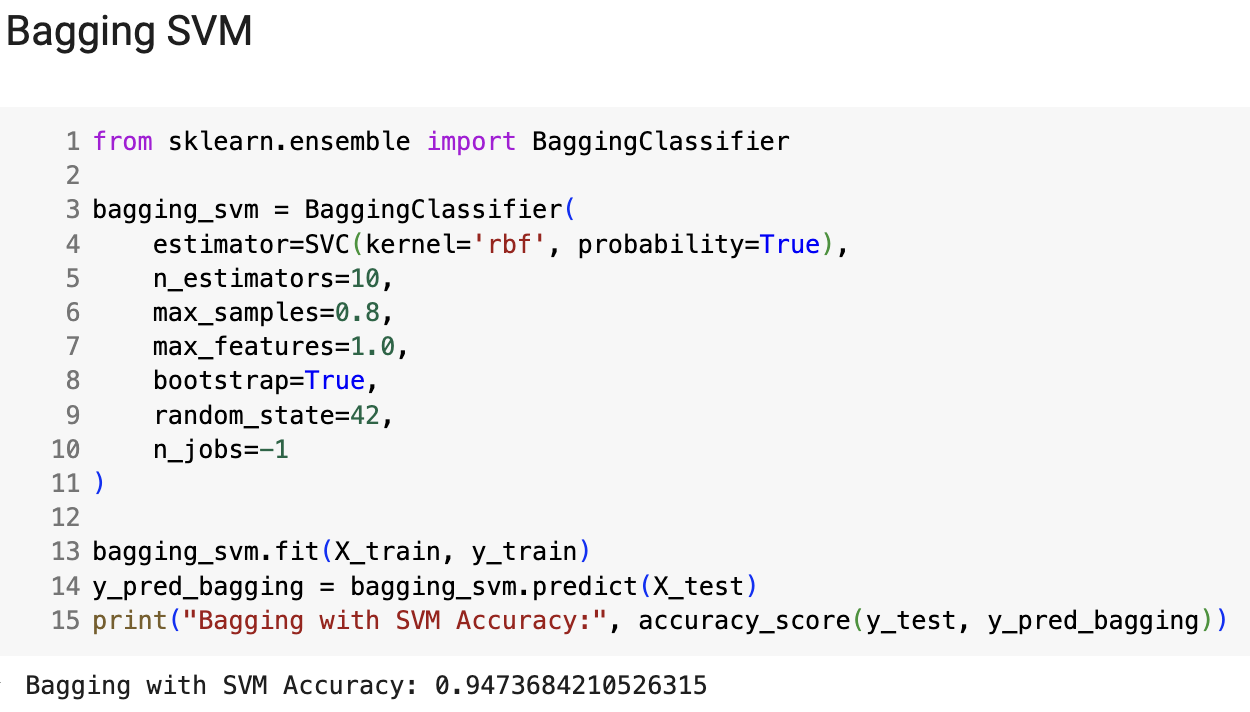 Bagging SVM
1 from sklearn.ensemble import BaggingClassifier
2
3 bagging_svm = BaggingClassifier(
4     estimator=SVC(kernel='rbf', probability=True),
5     n_estimators=10,
6     max_samples=0.8,
7     max_features=1.0,
8     bootstrap=True,
9     random_state=42,
10     n_jobs=-1
11 )
12
13 bagging_svm.fit(X_train, y_train)
14 y_pred_bagging = bagging_svm.predict(X_test)
15 print("Bagging with SVM Accuracy:", accuracy_score(y_test, y_pred_bagging))
Bagging with SVM Accuracy: 0.9473684210526315